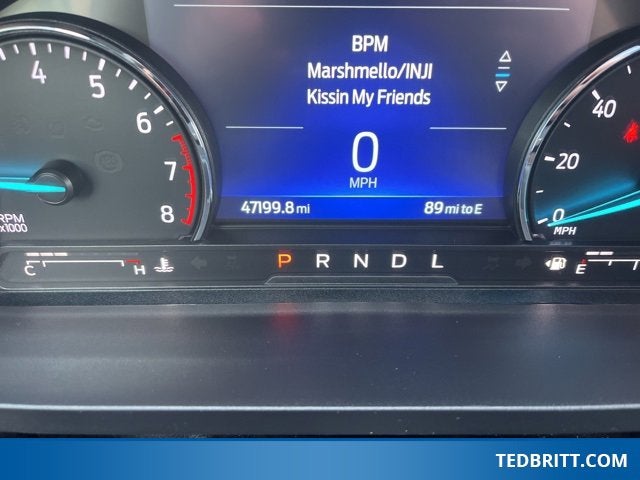 BPM
Marshmello/INJI
Kissin My Friends
0
MPH
47199.8 mi
89 mi to E
4
5
6
7
8
RPM
x1000
40
20
0
MPH
C
H
P R N D L
E
TEDBRITT.COM